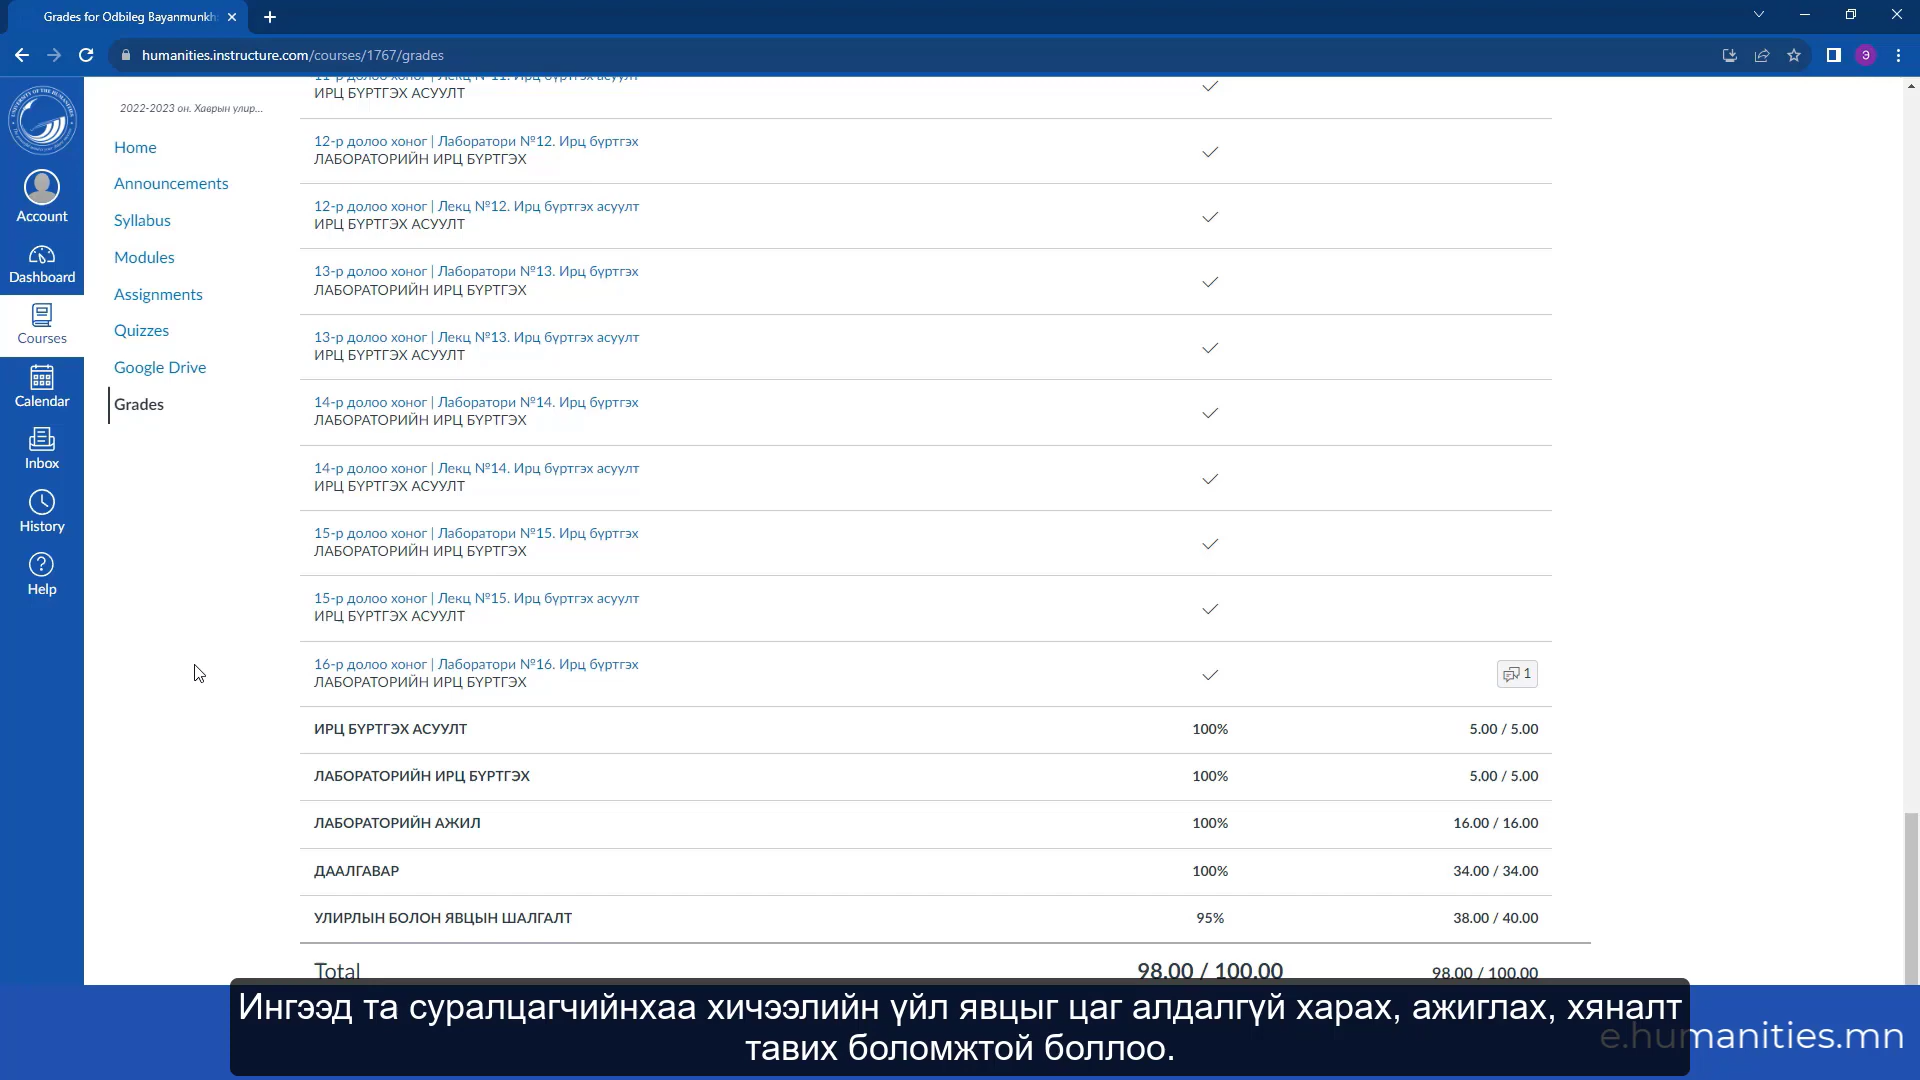 Grades for Odbileg Bayanmunkh
humanities.instructure.com/courses/1767/grades
Э
2022-2023 он. Хаврын улир...
Home
Announcements
Syllabus
Modules
Assignments
Quizzes
Google Drive
Grades
Account
Dashboard
Courses
Calendar
Inbox
History
Help
11-р долоо хоног | Лекц №11. Ирц бүртгэх асуулт
ИРЦ БҮРТГЭХ АСУУЛТ
12-р долоо хоног | Лаборатори №12. Ирц бүртгэх
ЛАБОРАТОРИЙН ИРЦ БҮРТГЭХ
12-р долоо хоног | Лекц №12. Ирц бүртгэх асуулт
ИРЦ БҮРТГЭХ АСУУЛТ
13-р долоо хоног | Лаборатори №13. Ирц бүртгэх
ЛАБОРАТОРИЙН ИРЦ БҮРТГЭХ
13-р долоо хоног | Лекц №13. Ирц бүртгэх асуулт
ИРЦ БҮРТГЭХ АСУУЛТ
14-р долоо хоног | Лаборатори №14. Ирц бүртгэх
ЛАБОРАТОРИЙН ИРЦ БҮРТГЭХ
14-р долоо хоног | Лекц №14. Ирц бүртгэх асуулт
ИРЦ БҮРТГЭХ АСУУЛТ
15-р долоо хоног | Лаборатори №15. Ирц бүртгэх
ЛАБОРАТОРИЙН ИРЦ БҮРТГЭХ
15-р долоо хоног | Лекц №15. Ирц бүртгэх асуулт
ИРЦ БҮРТГЭХ АСУУЛТ
16-р долоо хоног | Лаборатори №16. Ирц бүртгэх
ЛАБОРАТОРИЙН ИРЦ БҮРТГЭХ
1
ИРЦ БҮРТГЭХ АСУУЛТ 100% 5.00 / 5.00
ЛАБОРАТОРИЙН ИРЦ БҮРТГЭХ 100% 5.00 / 5.00
ЛАБОРАТОРИЙН АЖИЛ 100% 16.00 / 16.00
ДААЛГАВАР 100% 34.00 / 34.00
УЛИРЛЫН БОЛОН ЯВЦЫН ШАЛГАЛТ 95% 38.00 / 40.00
Total 98.00 / 100.00 98.00 / 100.00
Ингээд та суралцагчийнхаа хичээлийн үйл явцыг цаг алдалгүй харах, ажиглах, хяналт
тавих боломжтой боллоо.
e.humanities.mn